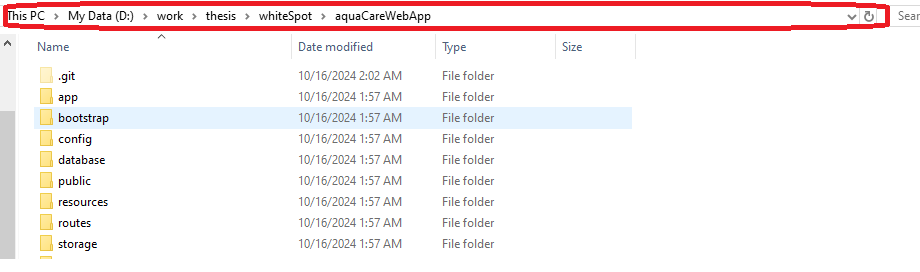 This PC > My Data (D:) > work > thesis > whiteSpot > aquaCareWebApp Sear
Name Date modified Type Size
.git 10/16/2024 2:02 AM File folder
app 10/16/2024 1:57 AM File folder
bootstrap 10/16/2024 1:57 AM File folder
config 10/16/2024 1:57 AM File folder
database 10/16/2024 1:57 AM File folder
public 10/16/2024 1:57 AM File folder
resources 10/16/2024 1:57 AM File folder
routes 10/16/2024 1:57 AM File folder
storage 10/16/2024 1:57 AM File folder